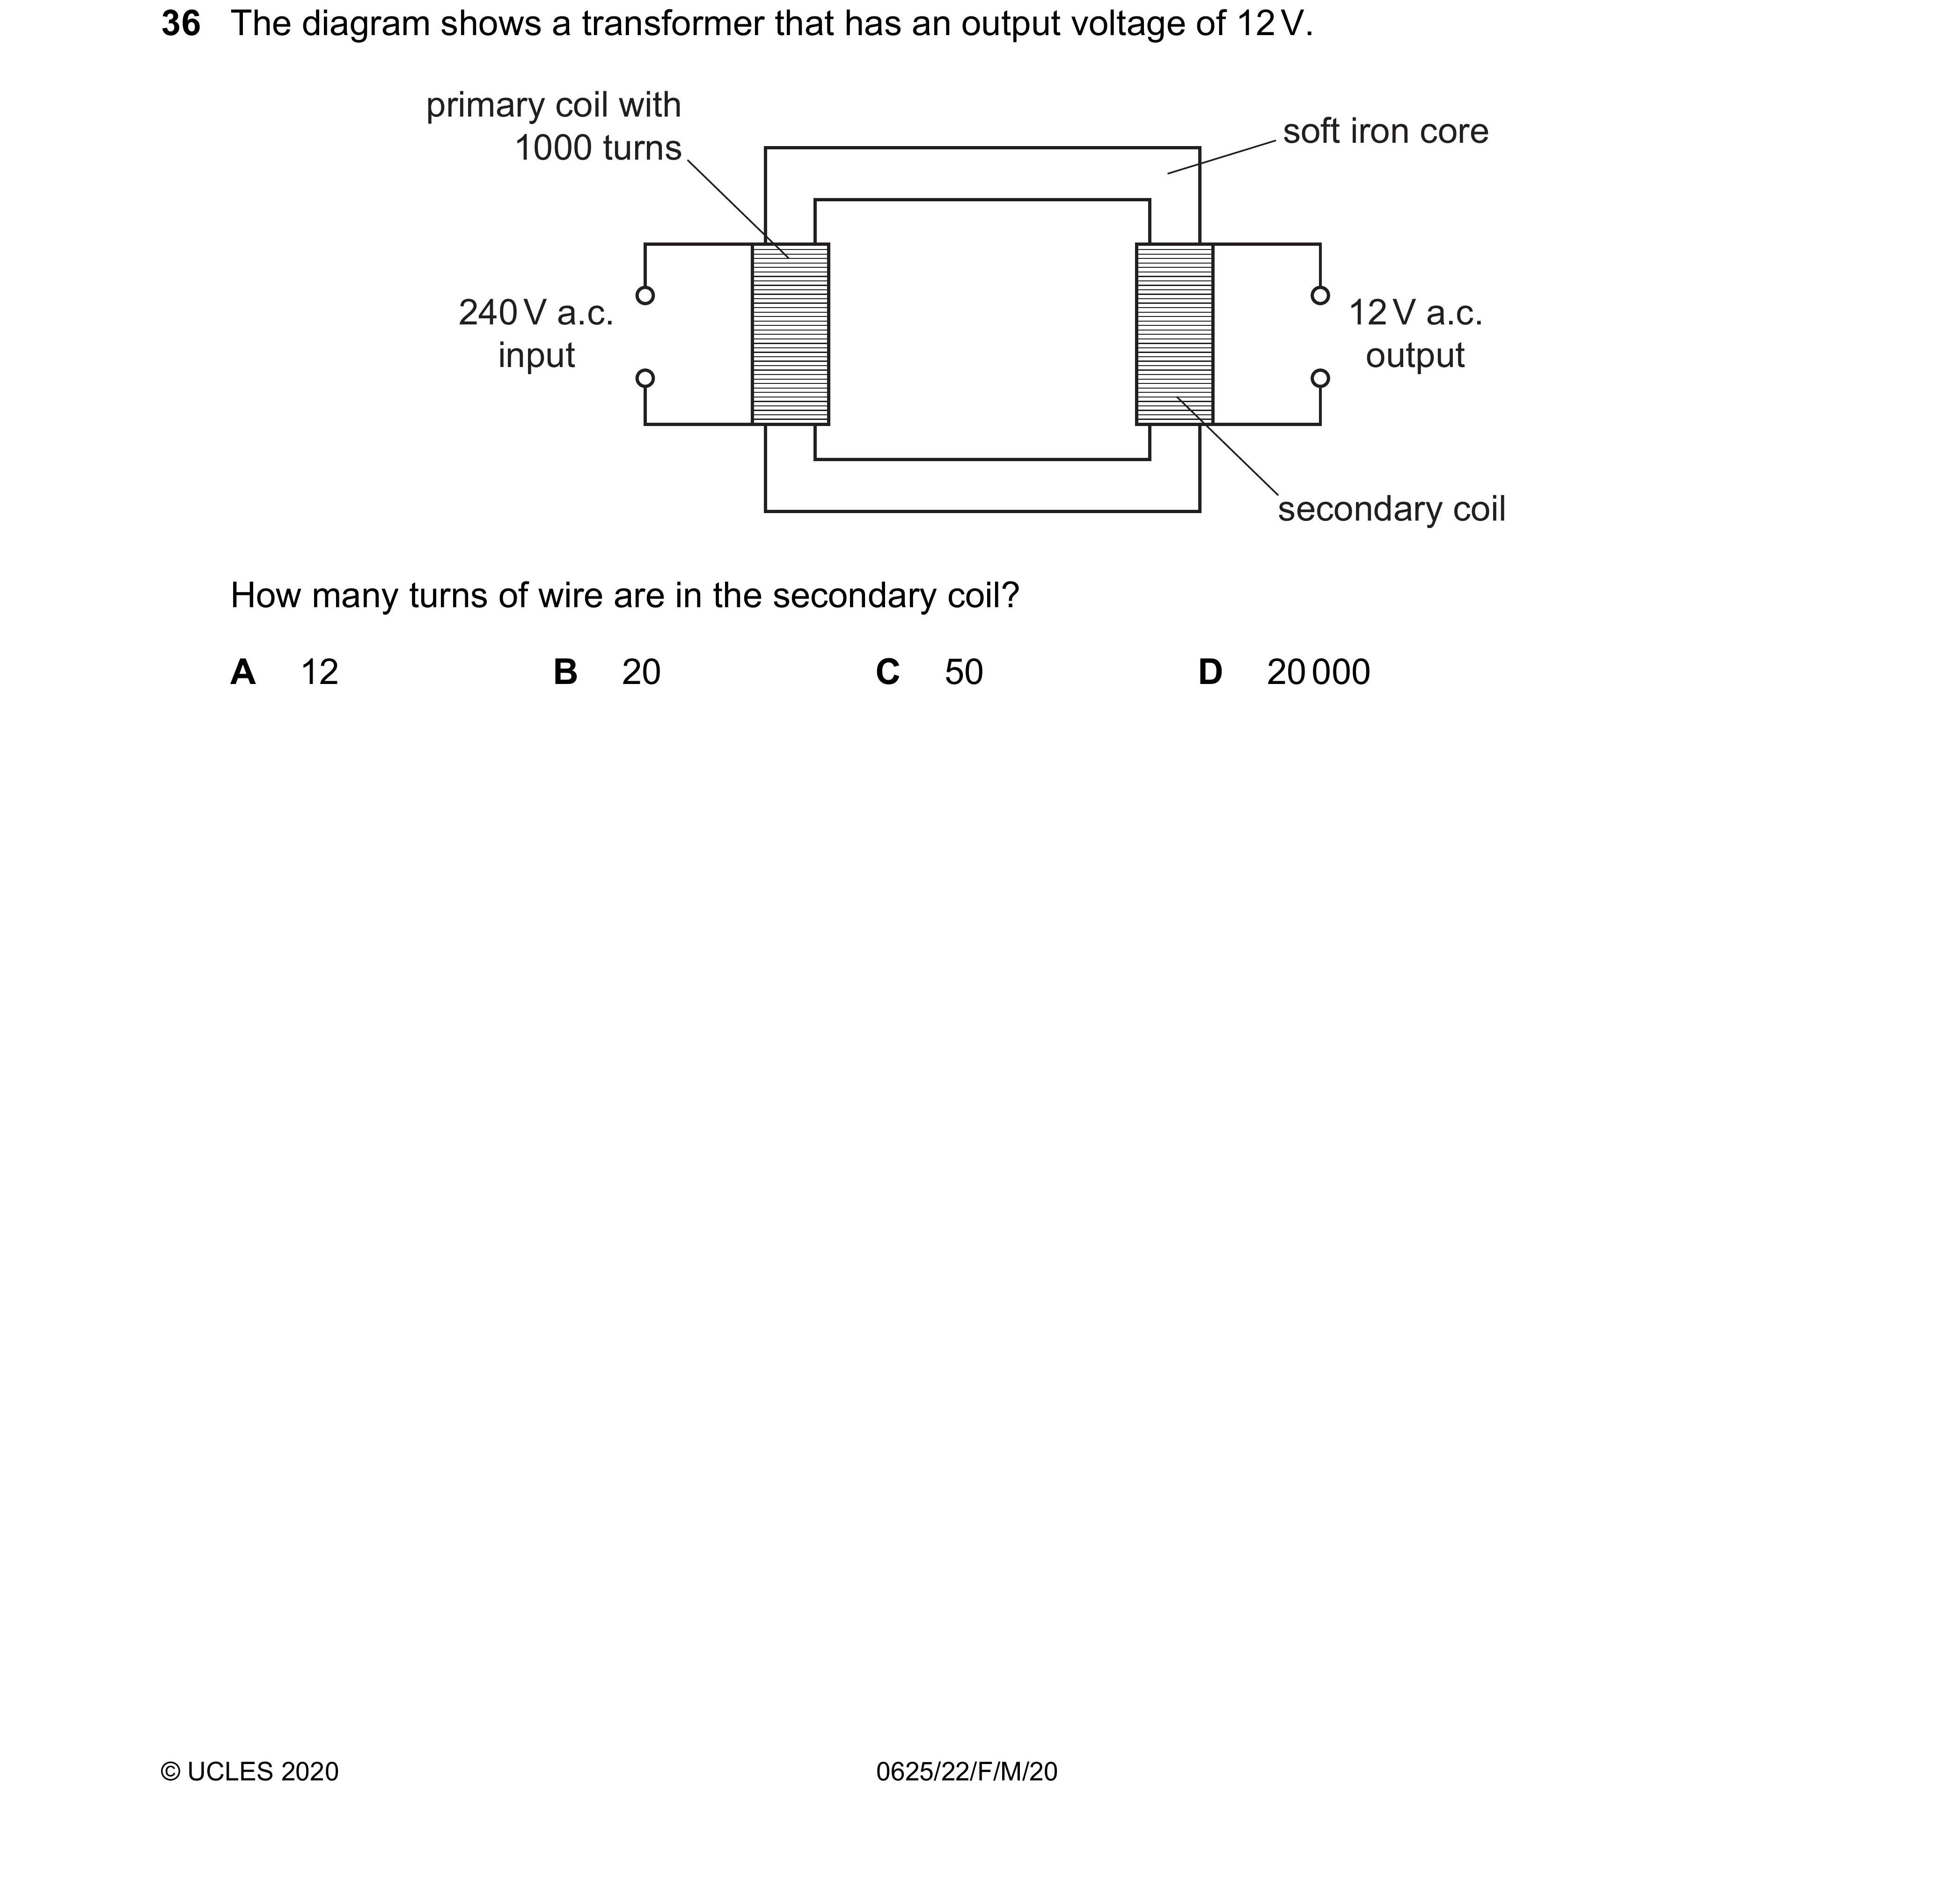 36 The diagram shows a transformer that has an output voltage of 12 V.
primary coil with
1000 turns
soft iron core
240 V a.c.
input
12 V a.c.
output
secondary coil
How many turns of wire are in the secondary coil?
A 12 B 20 C 50 D 20 000
© UCLES 2020 0625/22/F/M/20